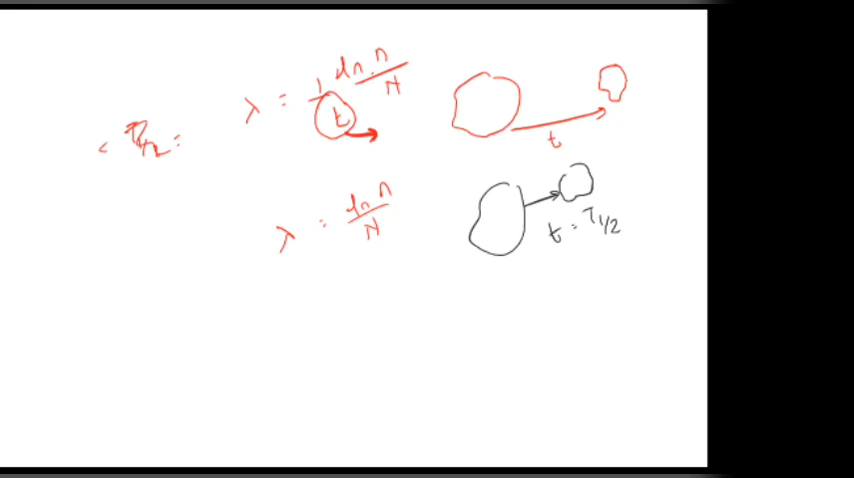 λ = 1/t ln n/N
T1/2 =
t
λ = ln n/N
t = T1/2